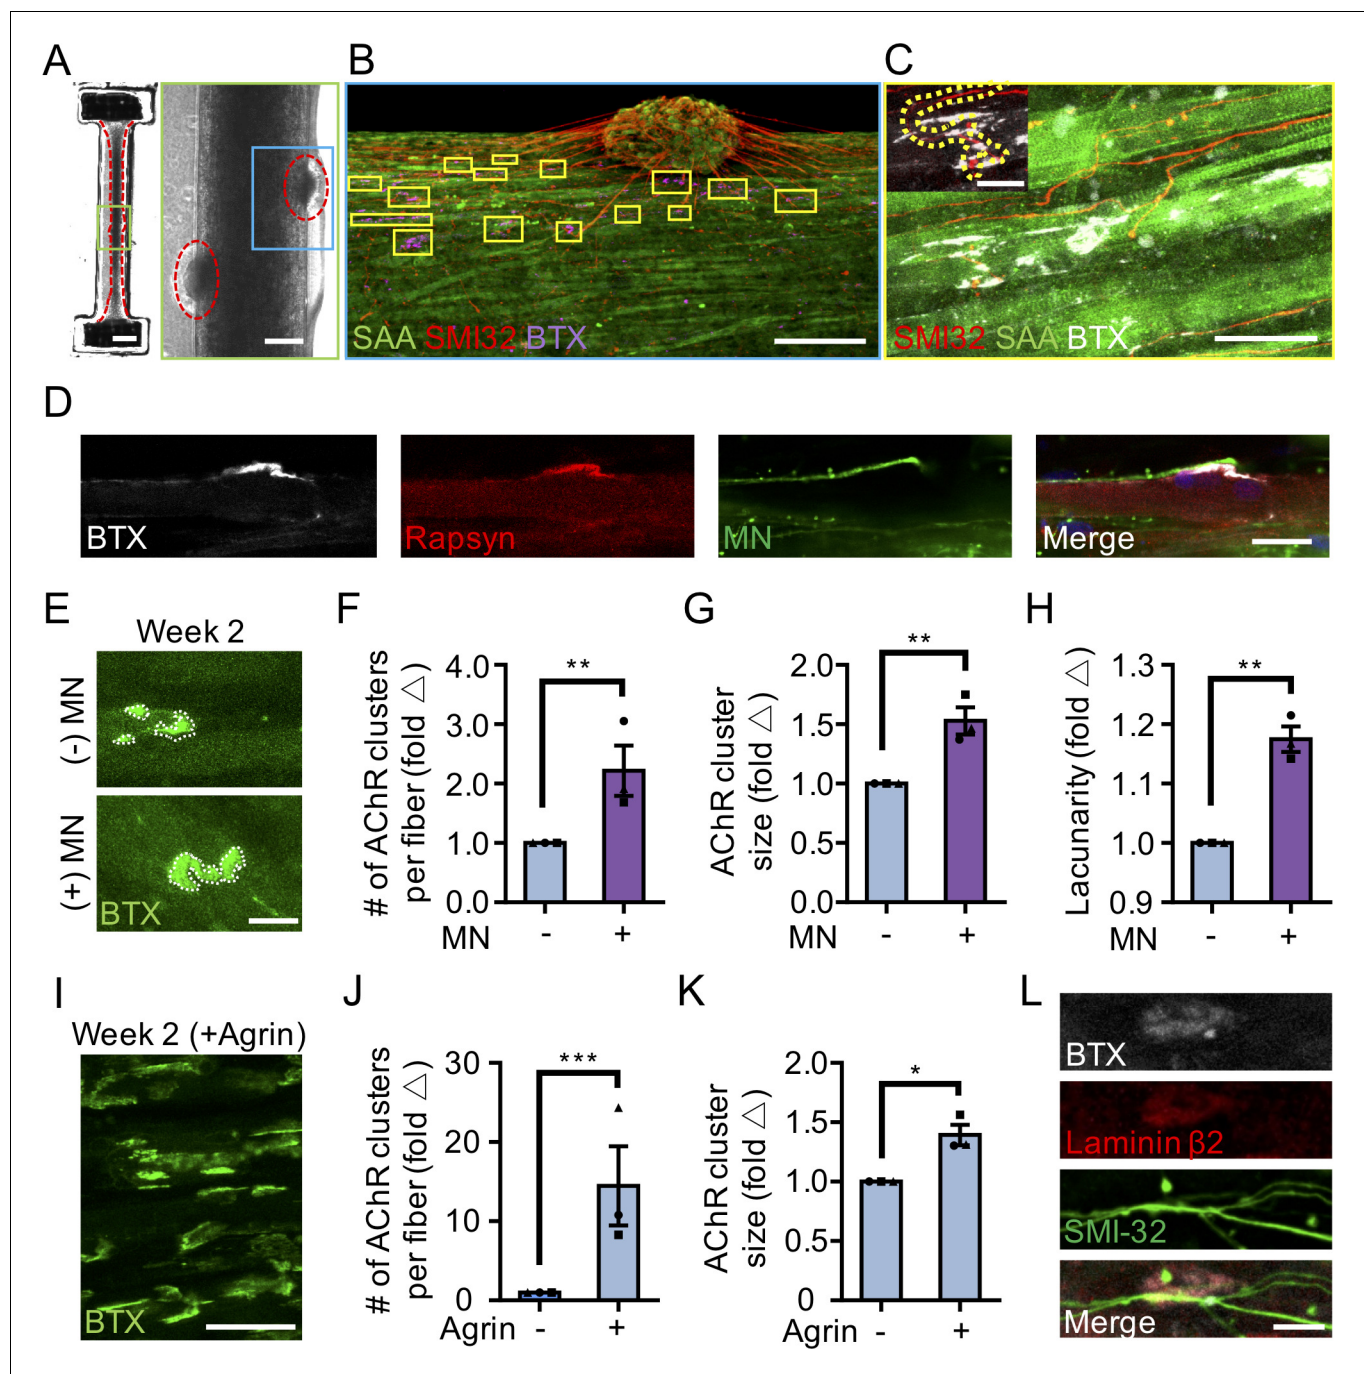 A
B
C
SAA SMI32 BTX
SMI32 SAA BTX
D
BTX
Rapsyn
MN
Merge
E
Week 2
(-) MN
(+) MN
BTX
F
# of AChR clusters
per fiber (fold △)
4.0
3.0
2.0
1.0
0.0
**
MN - +
G
AChR cluster
size (fold △)
2.0
1.5
1.0
0.5
0.0
**
MN - +
H
Lacunarity (fold △)
1.3
1.2
1.1
1.0
0.9
**
MN - +
I
Week 2 (+Agrin)
BTX
J
# of AChR clusters
per fiber (fold △)
30
20
10
0
***
Agrin - +
K
AChR cluster
size (fold △)
2.0
1.5
1.0
0.5
0
*
Agrin - +
L
BTX
Laminin β2
SMI-32
Merge